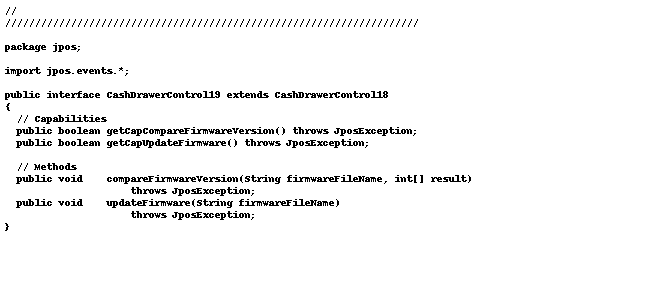 //
/////////////////////////////////////////////////////////////////////

package jpos;

import jpos.events.*;

public interface CashDrawerControl19 extends CashDrawerControl18
{
  // Capabilities
  public boolean getCapCompareFirmwareVersion() throws JposException;
  public boolean getCapUpdateFirmware() throws JposException;

  // Methods
  public void    compareFirmwareVersion(String firmwareFileName, int[] result)
                     throws JposException;
  public void    updateFirmware(String firmwareFileName)
                     throws JposException;
}